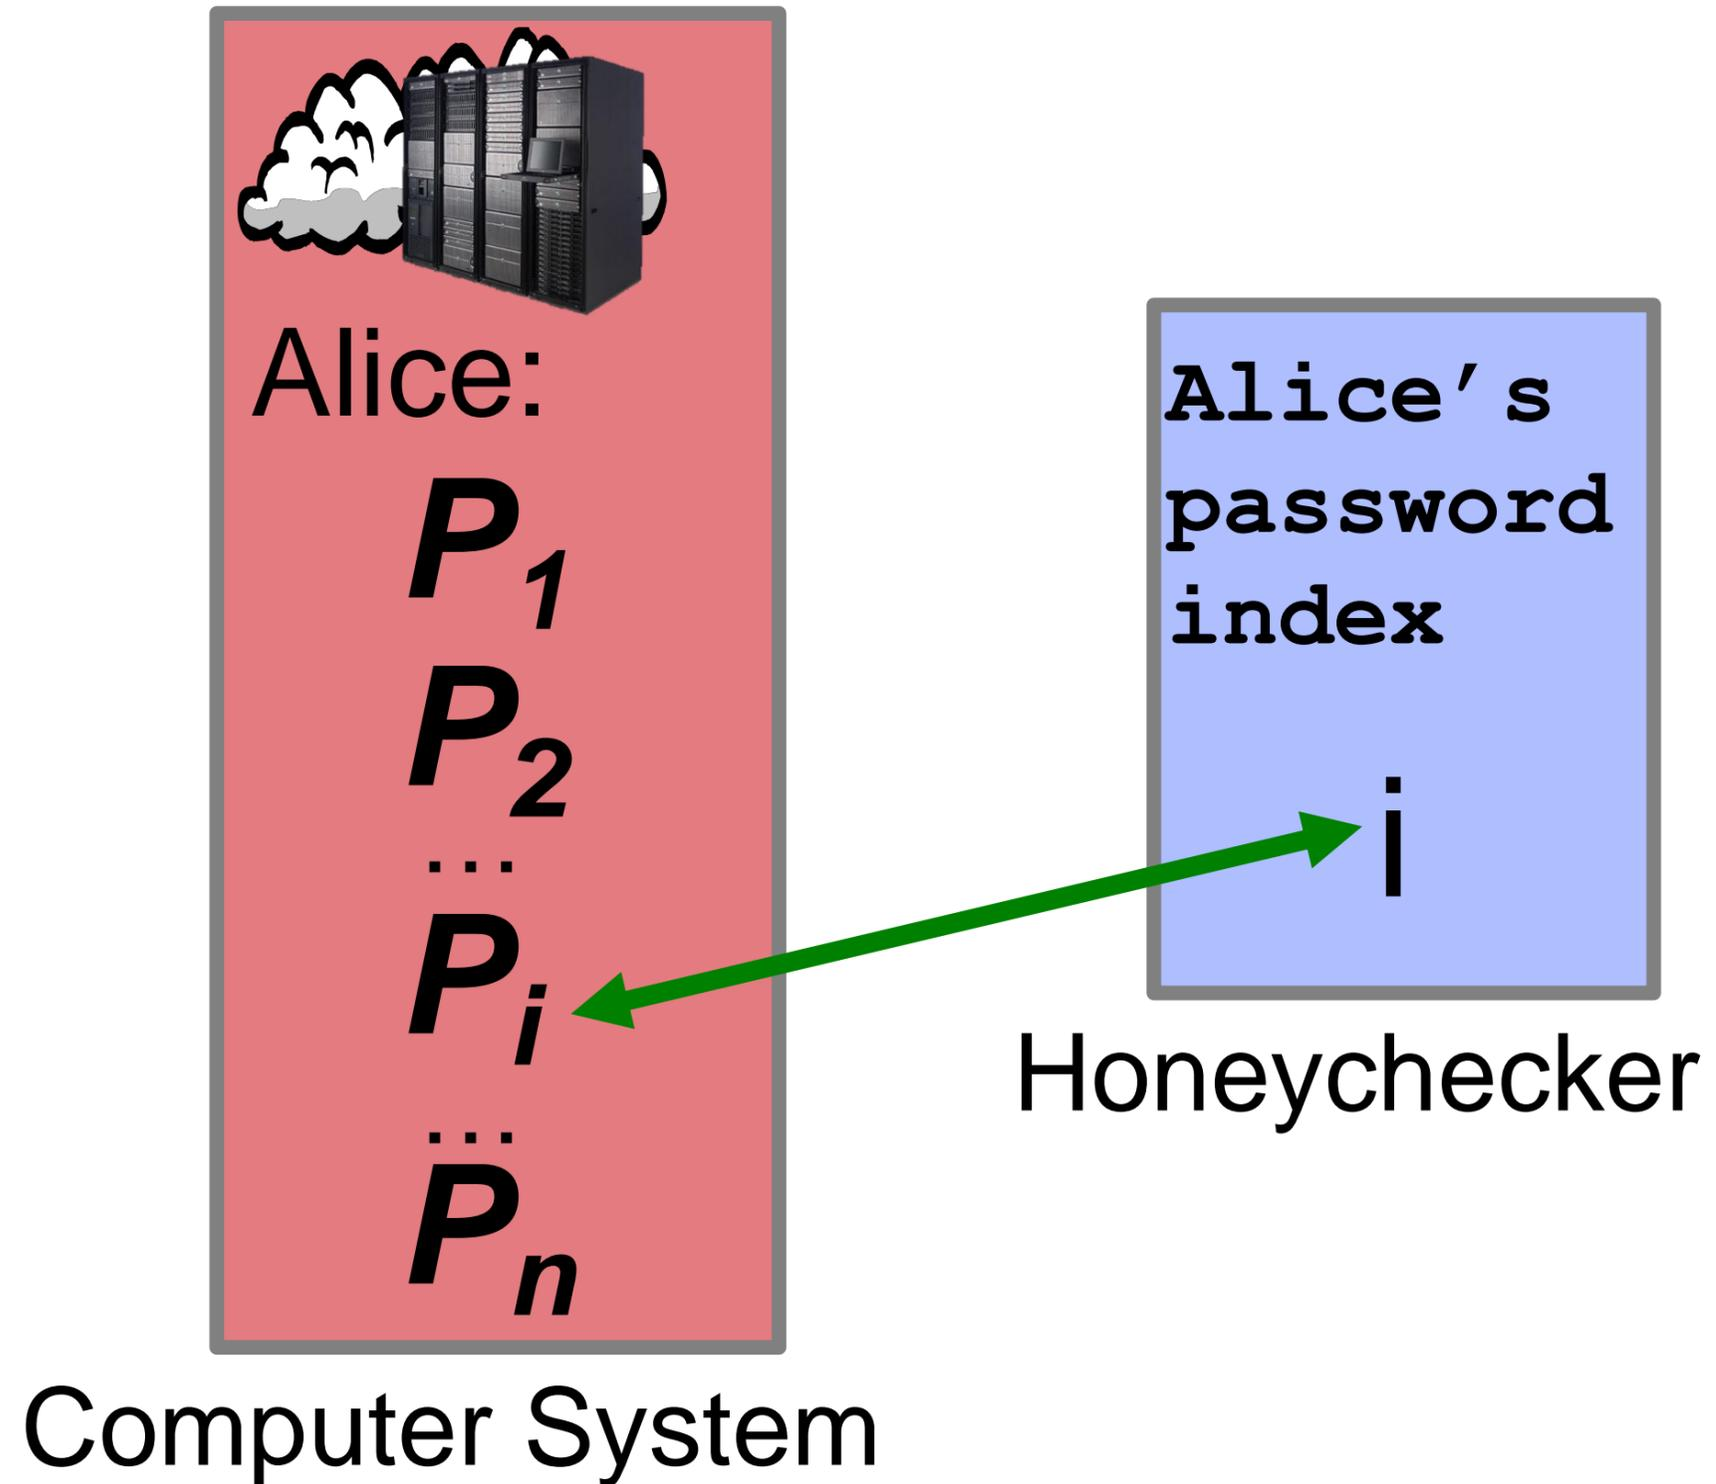 Alice:
P1
P2
...
Pi
...
Pn
Computer System
Alice’s
password
index
i
Honeychecker